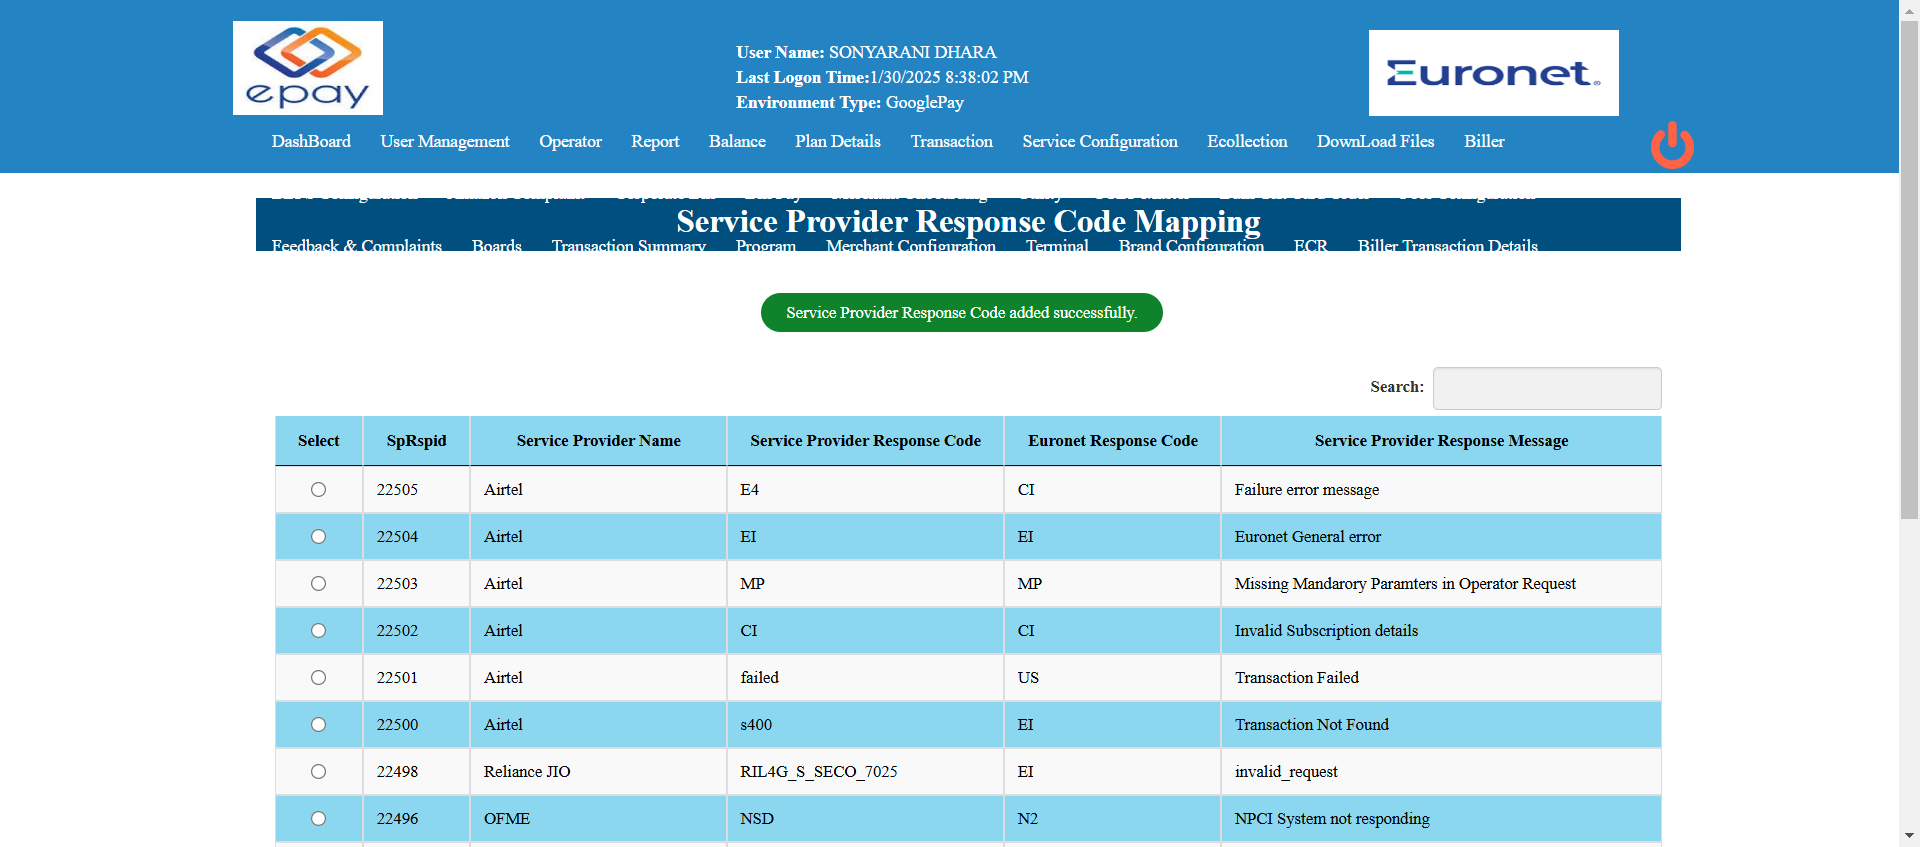 epay
User Name: SONYARANI DHARA
Last Logon Time:1/30/2025 8:38:02 PM
Environment Type: GooglePay
Euronet
DashBoard User Management Operator Report Balance Plan Details Transaction Service Configuration Ecollection DownLoad Files Biller
Service Provider Response Code Mapping
Feedback & Complaints Boards Transaction Summary Program Merchant Configuration Terminal Brand Configuration ECR Biller Transaction Details
Service Provider Response Code added successfully.
Search:
Select SpRspid Service Provider Name Service Provider Response Code Euronet Response Code Service Provider Response Message
22505 Airtel E4 CI Failure error message
22504 Airtel EI EI Euronet General error
22503 Airtel MP MP Missing Mandarory Paramters in Operator Request
22502 Airtel CI CI Invalid Subscription details
22501 Airtel failed US Transaction Failed
22500 Airtel s400 EI Transaction Not Found
22498 Reliance JIO RIL4G_S_SECO_7025 EI invalid_request
22496 OFME NSD N2 NPCI System not responding